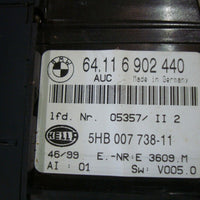 BMW
64.11 6 902 440
AUC Made in Germany
lfd. Nr. 05357/ II 2
HELLA
5HB 007 738-11
46/99 E.-NR:E 3609.M
AI : 01 SW: V005.0